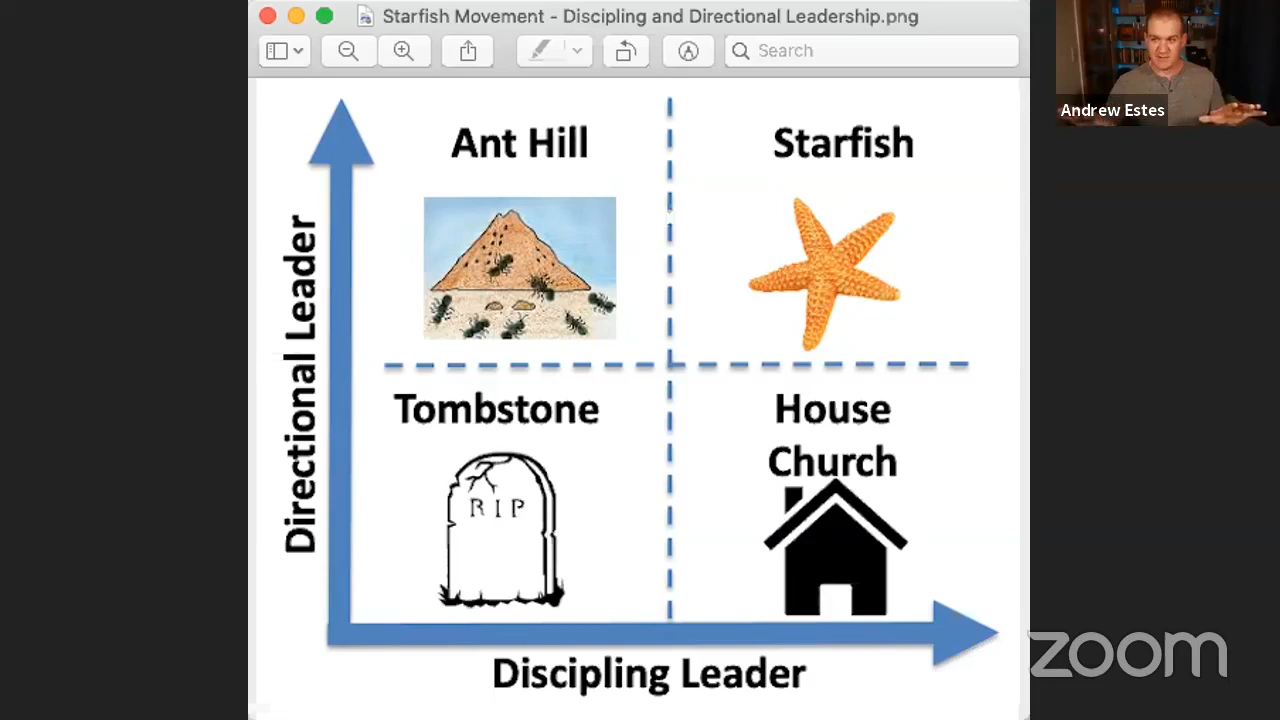 Starfish Movement - Discipling and Directional Leadership.png
Search
Andrew Estes
Ant Hill
Starfish
Directional Leader
Tombstone
House
Church
RIP
Discipling Leader
zoom